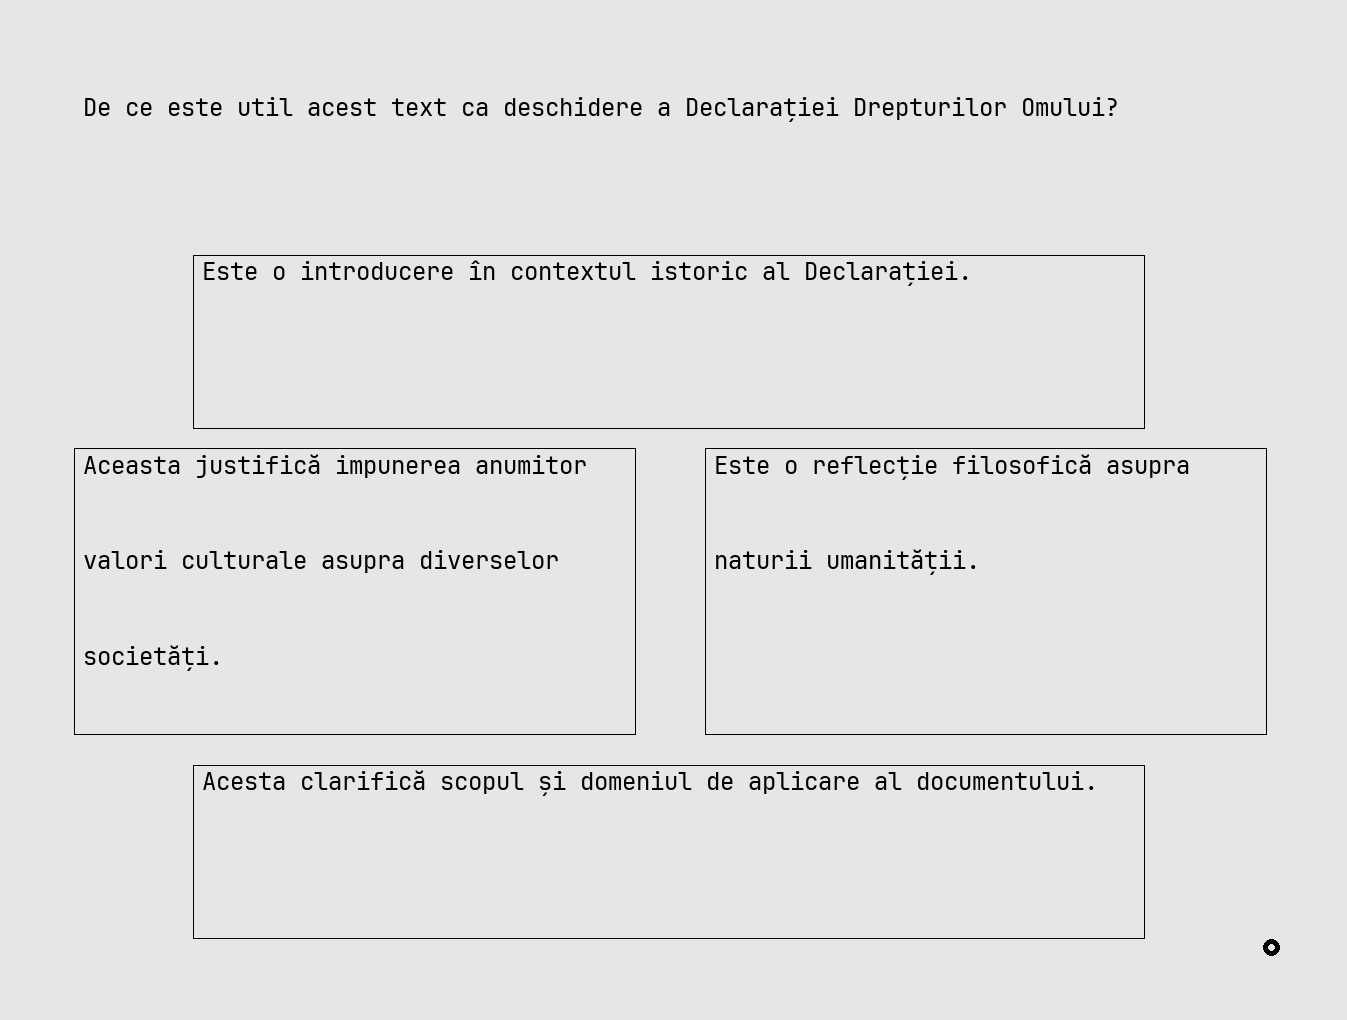 De ce este util acest text ca deschidere a Declarației Drepturilor Omului?
Este o introducere în contextul istoric al Declarației.
Aceasta justifică impunerea anumitor
valori culturale asupra diverselor
societăți.
Este o reflecție filosofică asupra
naturii umanității.
Acesta clarifică scopul și domeniul de aplicare al documentului.